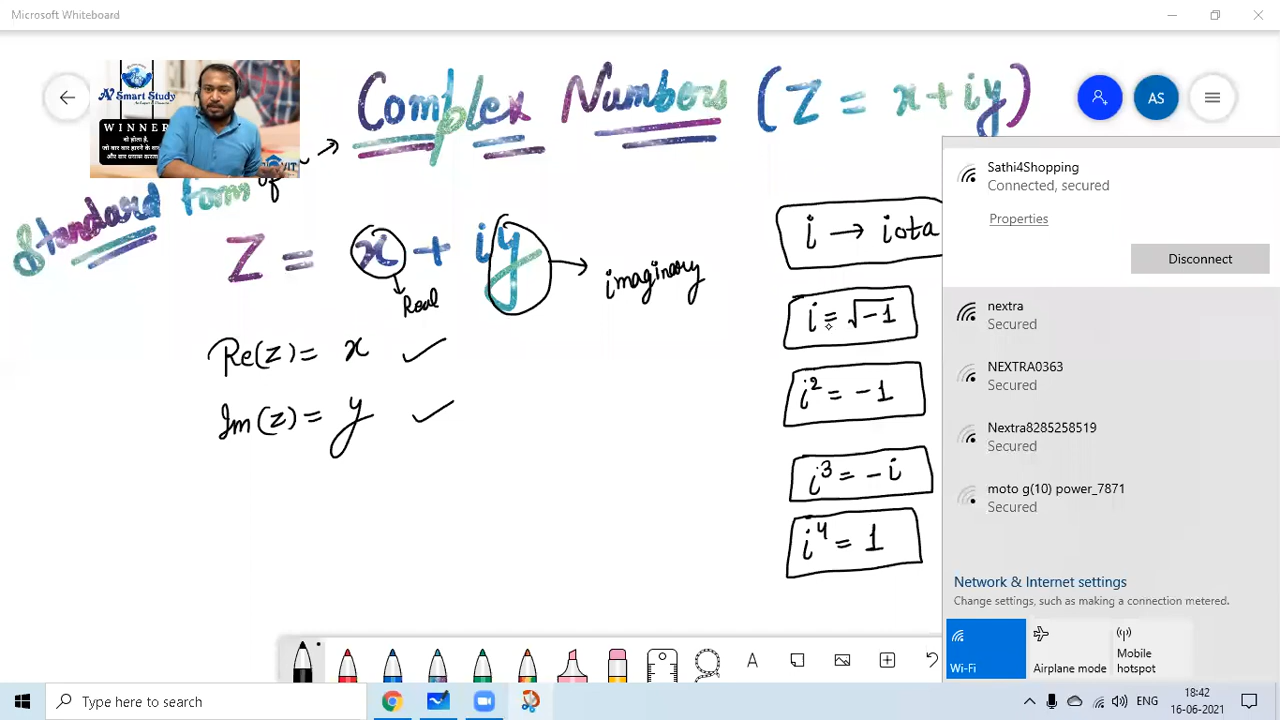 Microsoft Whiteboard
A2 Smart Study
WINNER
Complex Numbers (Z = x+iy)
AS
Standard form of
Z = x + iy
Real
imaginary
Re(z) = x ✓
Im(z) = y ✓
i → iota
i = √-1
i² = -1
i³ = -i
i⁴ = 1
Sathi4Shopping
Connected, secured
Properties
Disconnect
nextra
Secured
NEXTRA0363
Secured
Nextra8285258519
Secured
moto g(10) power_7871
Secured
Network & Internet settings
Change settings, such as making a connection metered.
Wi-Fi
Airplane mode
Mobile
hotspot
Type here to search
ENG
18:42
16-06-2021